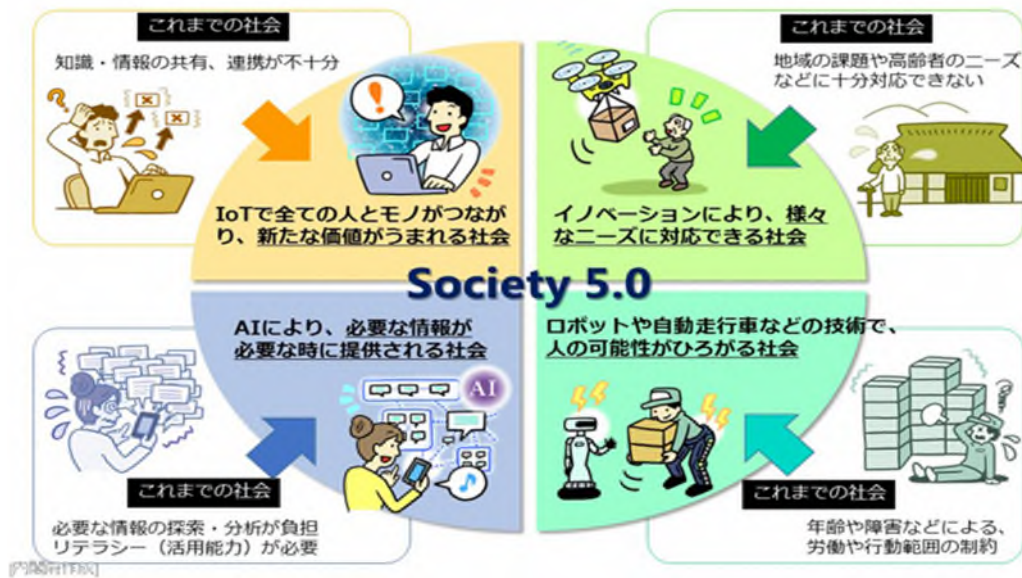 これまでの社会
知識・情報の共有、連携が不十分
IoTで全ての人とモノがつなが
り、新たな価値がうまれる社会
これまでの社会
地域の課題や高齢者のニーズ
などに十分対応できない
イノベーションにより、様々
なニーズに対応できる社会
Society 5.0
AIにより、必要な情報が
必要な時に提供される社会
AI
これまでの社会
必要な情報の探索・分析が負担
リテラシー（活用能力）が必要
ロボットや自動走行車などの技術で、
人の可能性がひろがる社会
これまでの社会
年齢や障害などによる、
労働や行動範囲の制約
[内閣府作成]